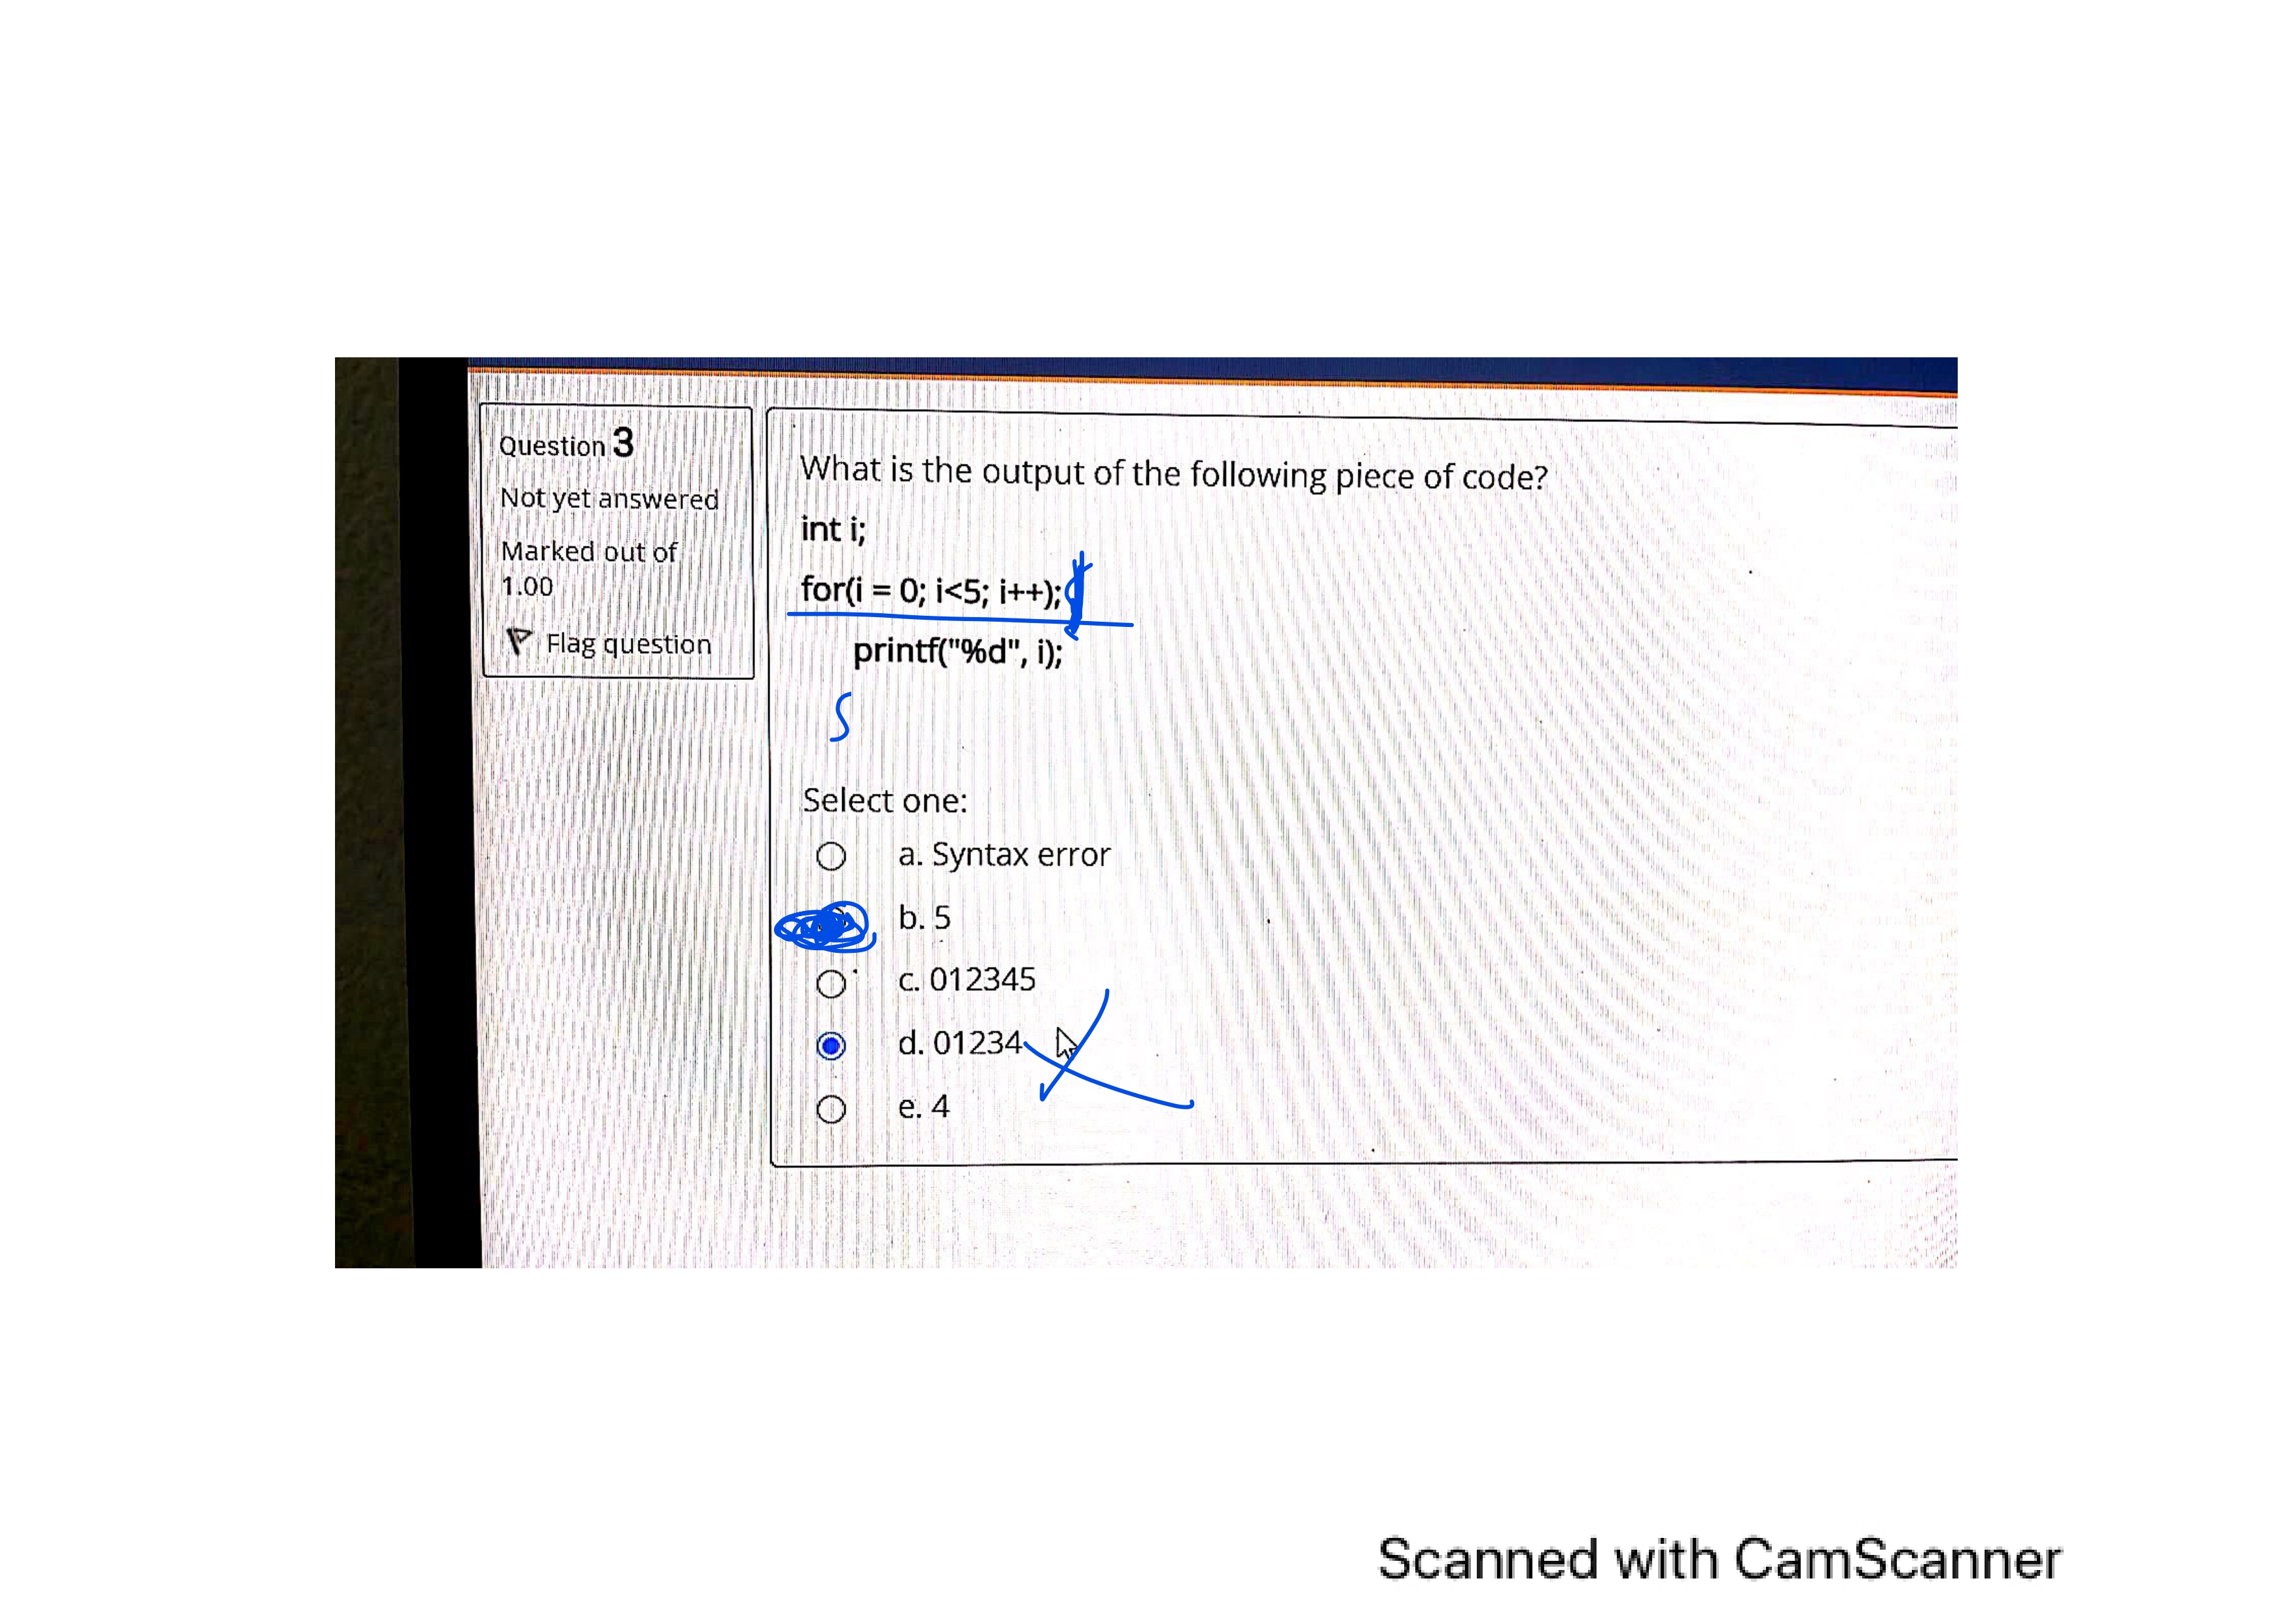 Question 3
Not yet answered
Marked out of
1.00
Flag question
What is the output of the following piece of code?
int i;
for(i = 0; i<5; i++);
printf("%d", i);
5
Select one:
a. Syntax error
b. 5
c. 012345
d. 01234
e. 4
Scanned with CamScanner